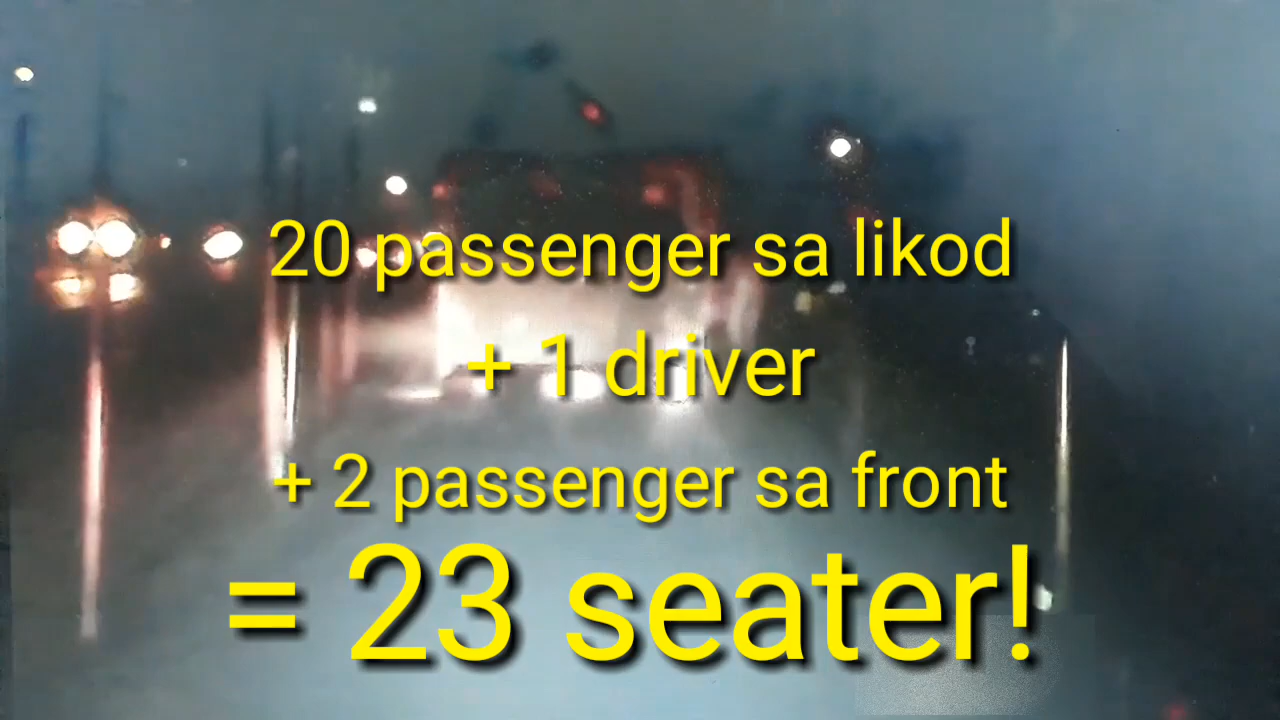 20 passenger sa likod
+ 1 driver
+ 2 passenger sa front
= 23 seater!